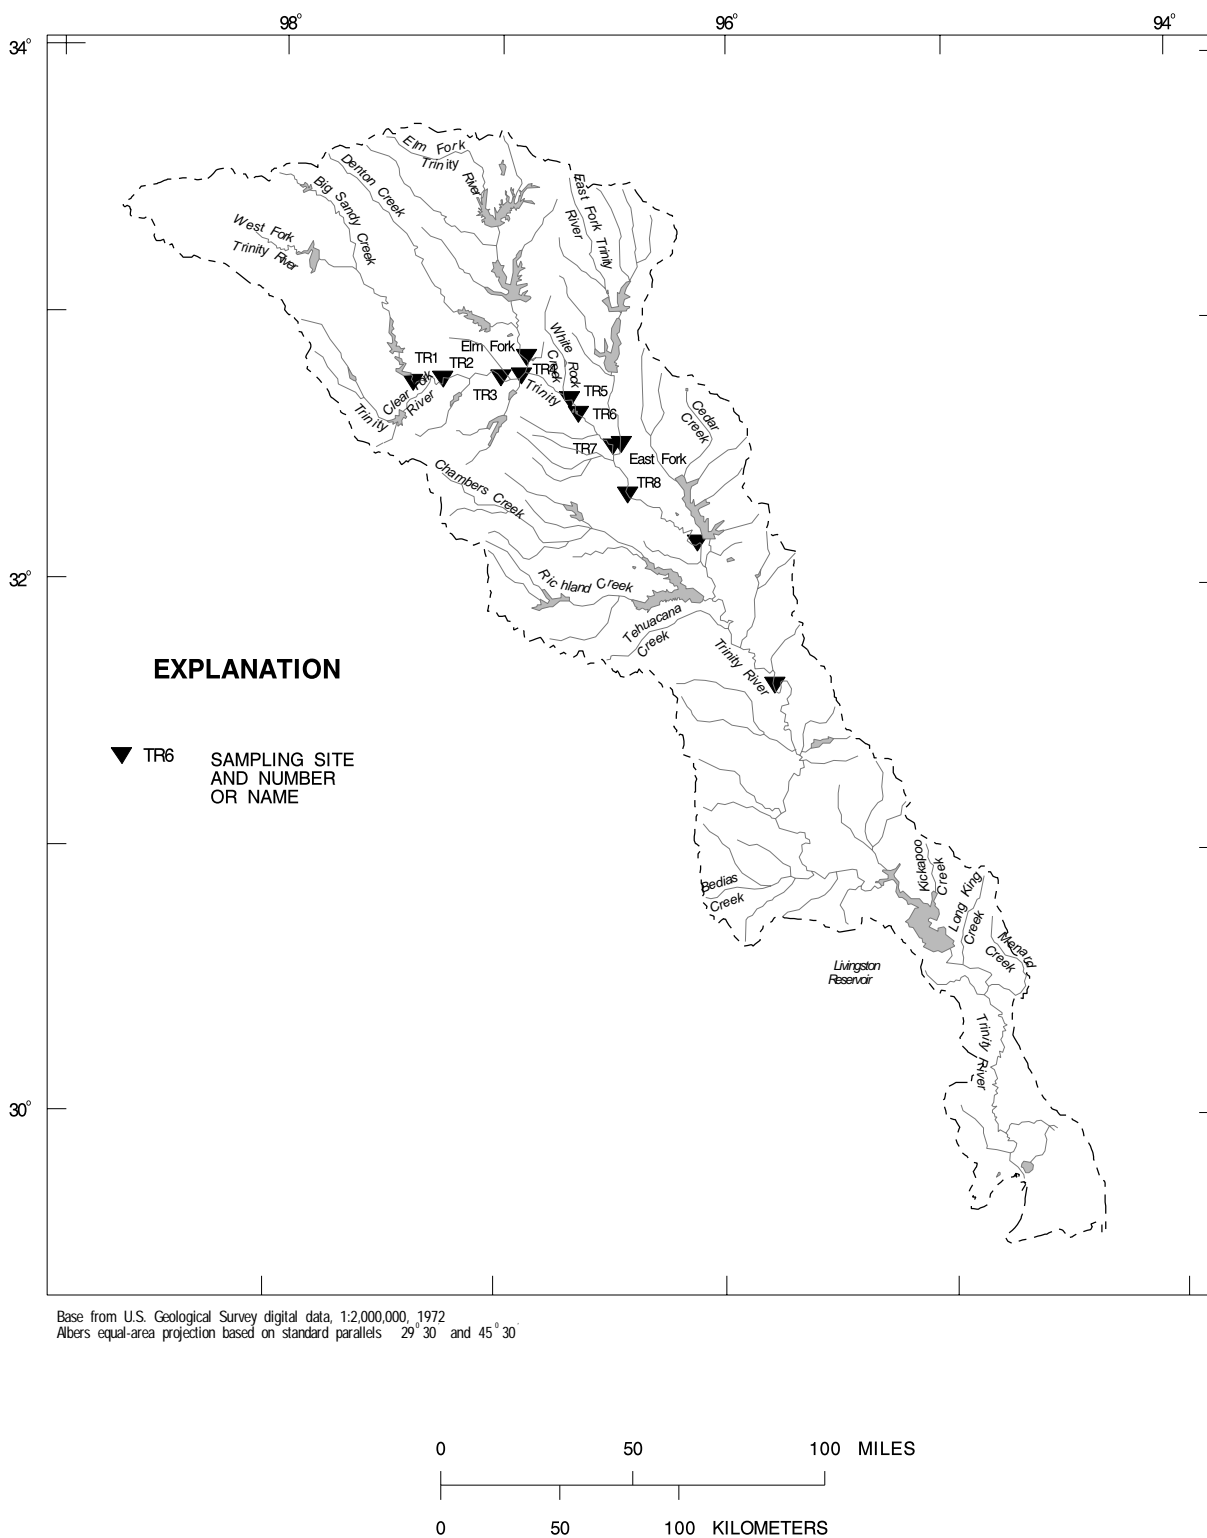 98°
96°
94°
34°
32°
30°
Elm Fork
Trinity
River
Denton Creek
Big Sandy Creek
West Fork
Trinity River
East Fork Trinity
River
White Rock
Creek
Elm Fork
TR1
TR2
TR3
TR4
TR5
TR6
TR7
TR8
East Fork
Clear Fork
Trinity
River
Trinity
Cedar
Creek
Chambers Creek
Richland Creek
Tehuacana
Creek
Trinity River
EXPLANATION
TR6
SAMPLING SITE
AND NUMBER
OR NAME
Bedias
Creek
Kickapoo
Creek
Long King
Creek
Menard
Creek
Livingston
Reservoir
Trinity River
Base from U.S. Geological Survey digital data, 1:2,000,000, 1972
Albers equal-area projection based on standard parallels 29°30' and 45°30'
0 50 100 MILES
0 50 100 KILOMETERS